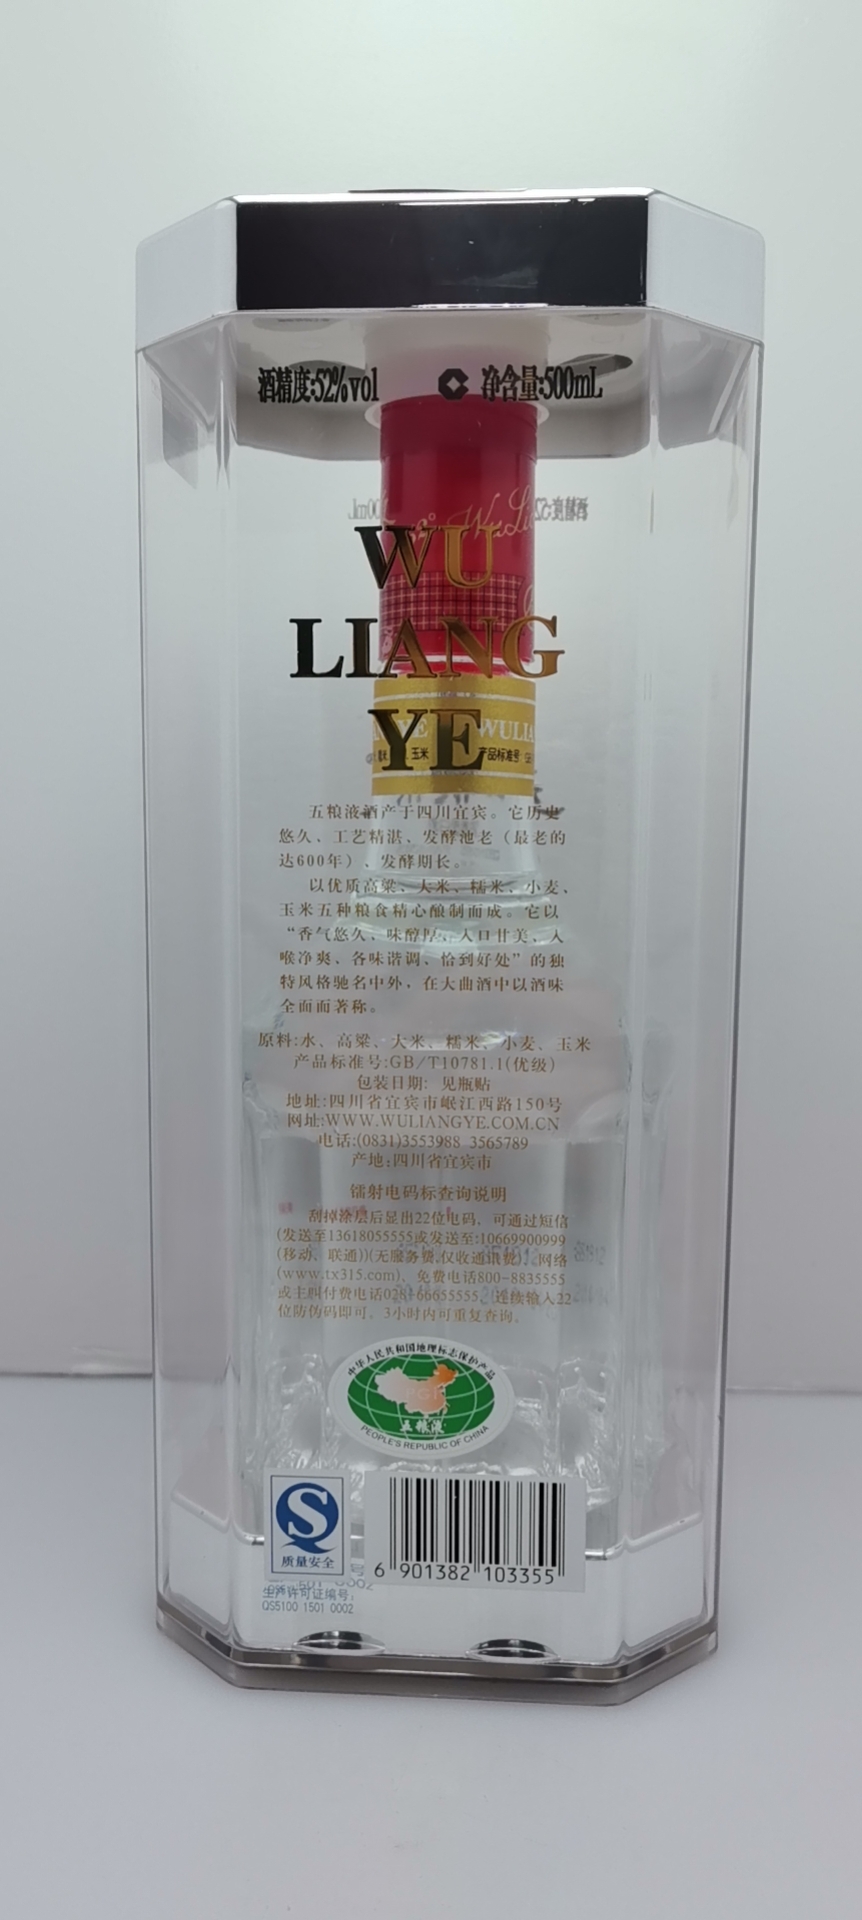 酒精度:52%vol 净含量:500mL
WU
LIANG
YE
WULIA
玉米 产品标准号:
五粮液酒产于四川宜宾。它历史
悠久、工艺精湛、发酵池老（最老的
达600年）、发酵期长。
以优质高粱、大米、糯米、小麦、
玉米五种粮食精心酿制而成。它以
“香气悠久、味醇厚、入口甘美、入
喉净爽、各味谐调、恰到好处”的独
特风格驰名中外，在大曲酒中以酒味
全面而著称。
原料:水、高粱、大米、糯米、小麦、玉米
产品标准号:GB/T10781.1(优级)
包装日期: 见瓶贴
地址:四川省宜宾市岷江西路150号
网址:WWW.WULIANGYE.COM.CN
电话:(0831)3553988 3565789
产地:四川省宜宾市
镭射电码标查询说明
刮掉涂层后显出22位电码，可通过短信
(发送至13618055555或发送至:10669900999
(移动、联通))(无服务费,仅收通讯费)、网络
(www.tx315.com)、免费电话800-8835555
或主叫付费电话028-66655555，连续输入22
位防伪码即可。3小时内可重复查询。
中华人民共和国地理标志保护产品
PGI
五粮液
PEOPLE'S REPUBLIC OF CHINA
质量安全
6 901382 103355
生产许可证编号:
QS5100 1501 0002